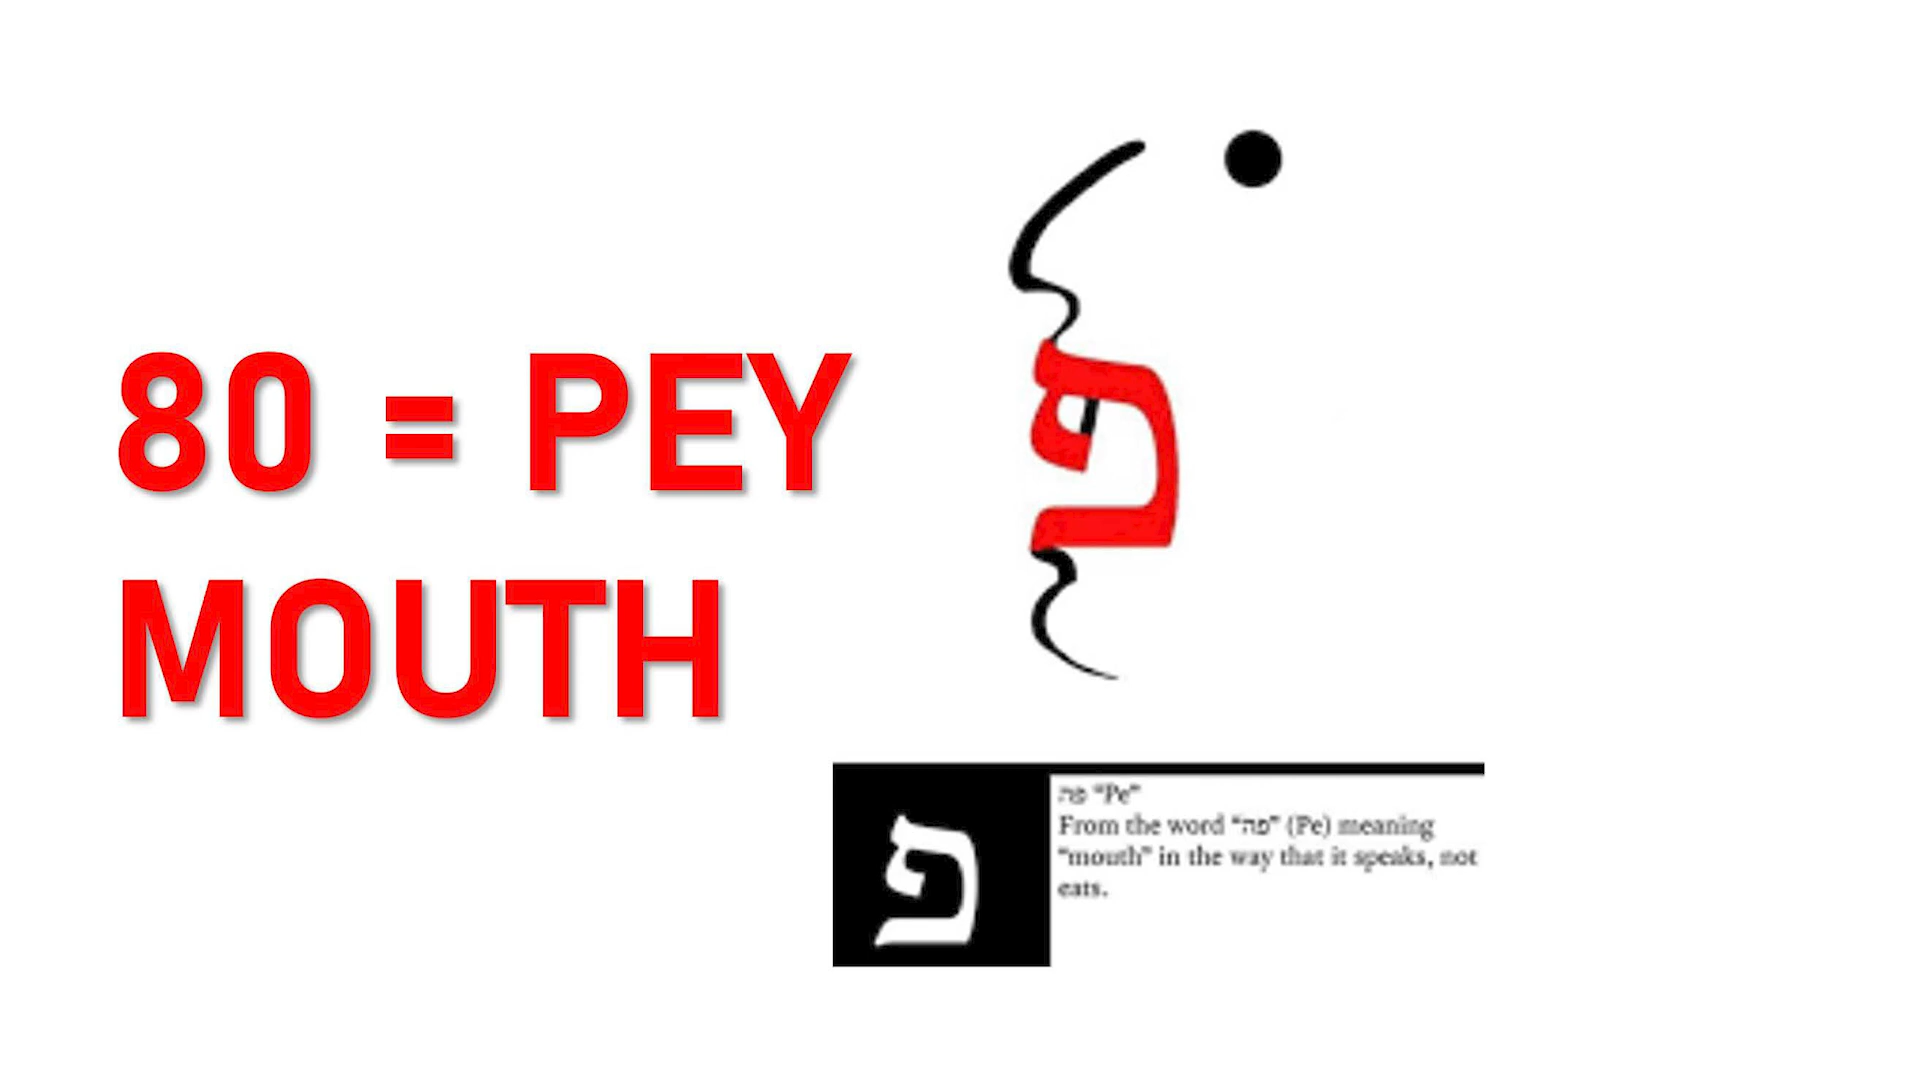 80 = PEY
MOUTH
פ
פ
פה “Pe”
From the word “פה” (Pe) meaning
“mouth” in the way that it speaks, not
eats.